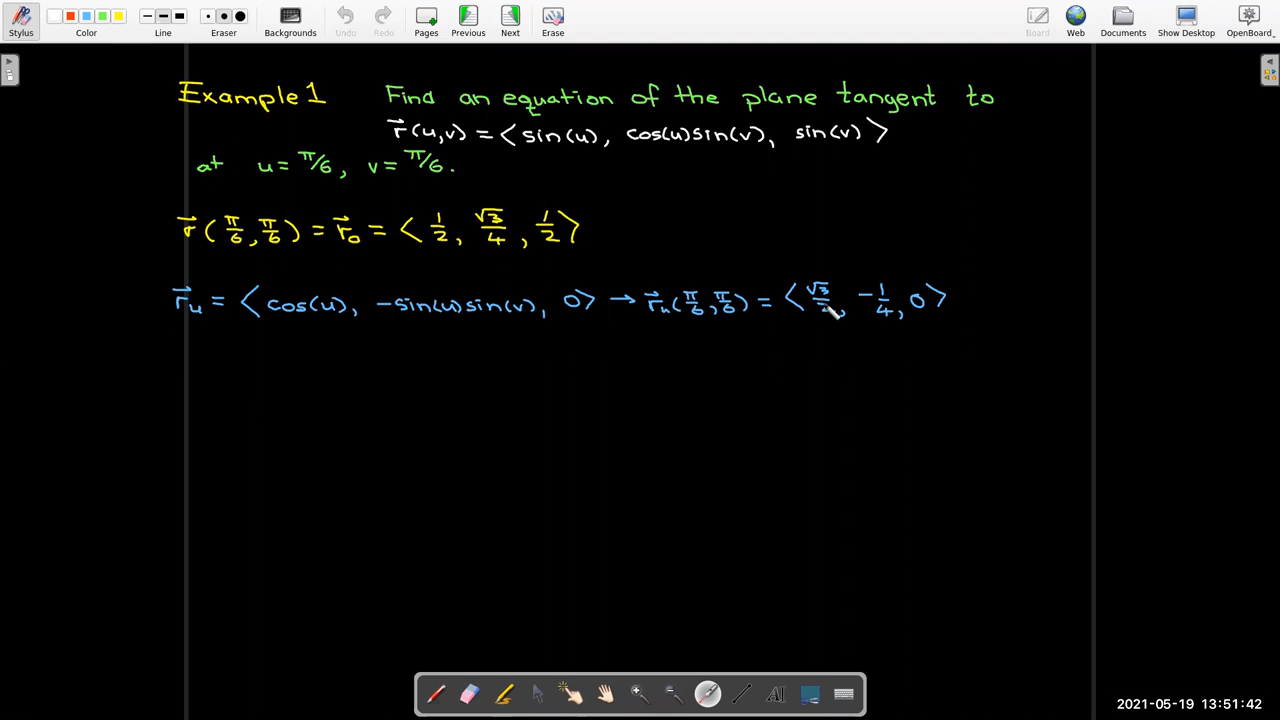 Stylus Color Line Eraser Backgrounds Undo Redo Pages Previous Next Erase Board Web Documents Show Desktop OpenBoard
Example 1 Find an equation of the plane tangent to
r⃗(u,v) = ⟨sin(u), cos(u)sin(v), sin(v)⟩
at u = π/6, v = π/6.
r⃗(π/6, π/6) = r⃗₀ = ⟨1/2, √3/4, 1/2⟩
r⃗ᵤ = ⟨cos(u), -sin(u)sin(v), 0⟩ → r⃗ᵤ(π/6, π/6) = ⟨√3/2, -1/4, 0⟩
AI
2021-05-19 13:51:42